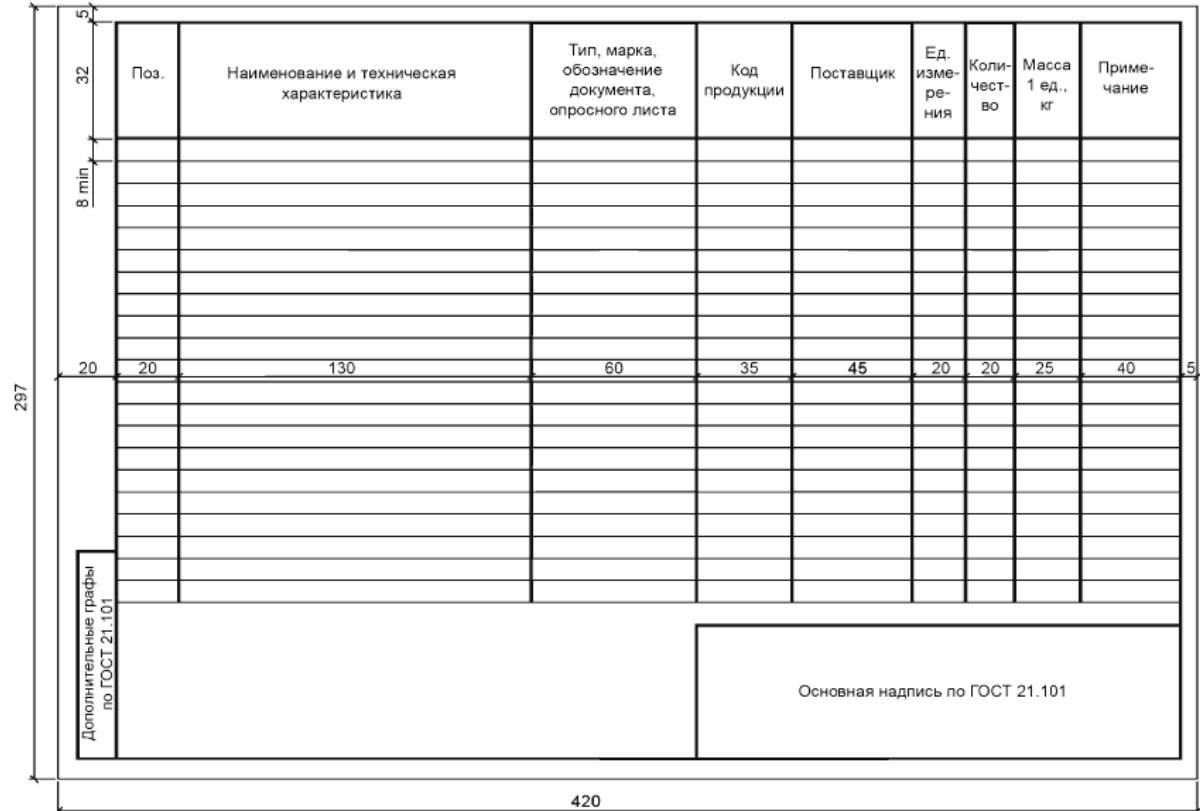 5
32
Поз.
Наименование и техническая
характеристика
Тип, марка,
обозначение
документа,
опросного листа
Код
продукции
Поставщик
Ед.
изме-
ре-
ния
Коли-
чест-
во
Масса
1 ед.,
кг
Приме-
чание
8 min
20
20
130
60
35
45
20
20
25
40
5
297
Дополнительные графы
по ГОСТ 21.101
Основная надпись по ГОСТ 21.101
420